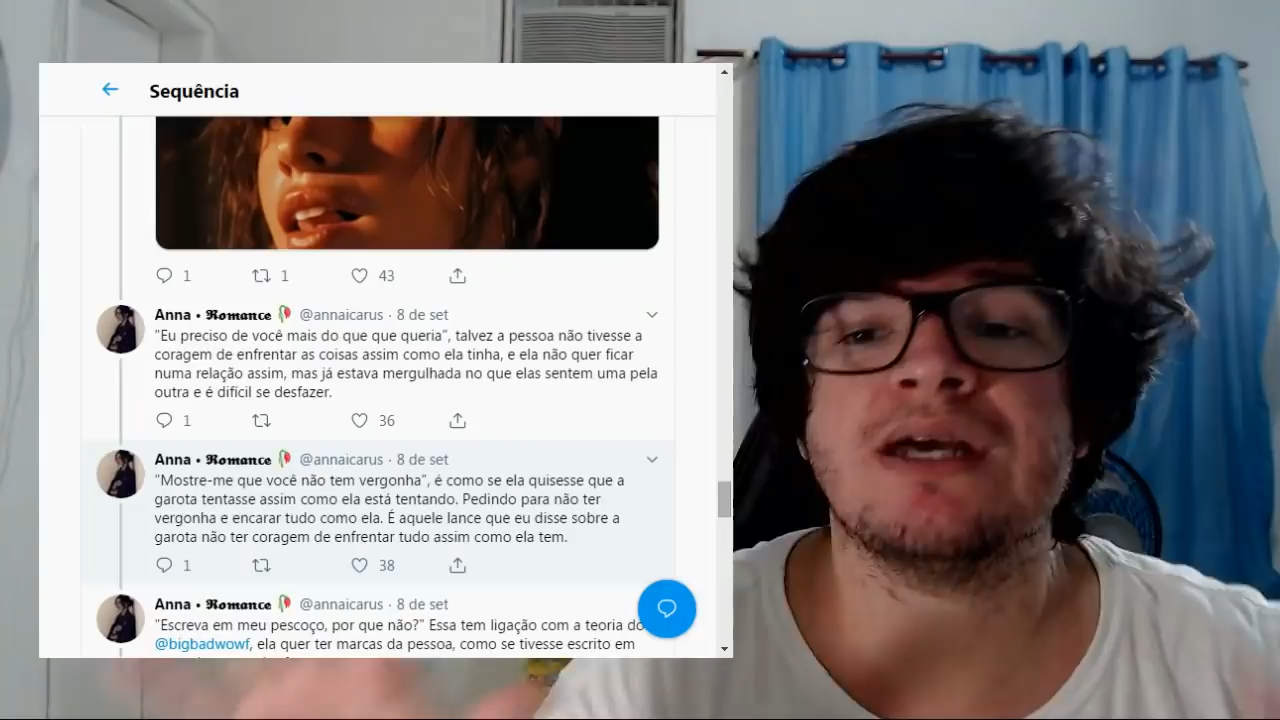 Sequência
1
1
43
Anna • Romance @annaicarus · 8 de set
"Eu preciso de você mais do que que queria", talvez a pessoa não tivesse a
coragem de enfrentar as coisas assim como ela tinha, e ela não quer ficar
numa relação assim, mas já estava mergulhada no que elas sentem uma pela
outra e é difícil se desfazer.
1
36
Anna • Romance @annaicarus · 8 de set
"Mostre-me que você não tem vergonha", é como se ela quisesse que a
garota tentasse assim como ela está tentando. Pedindo para não ter
vergonha e encarar tudo como ela. É aquele lance que eu disse sobre a
garota não ter coragem de enfrentar tudo assim como ela tem.
1
38
Anna • Romance @annaicarus · 8 de set
"Escreva em meu pescoço, por que não?" Essa tem ligação com a teoria do
@bigbadwowf, ela quer ter marcas da pessoa, como se tivesse escrito em